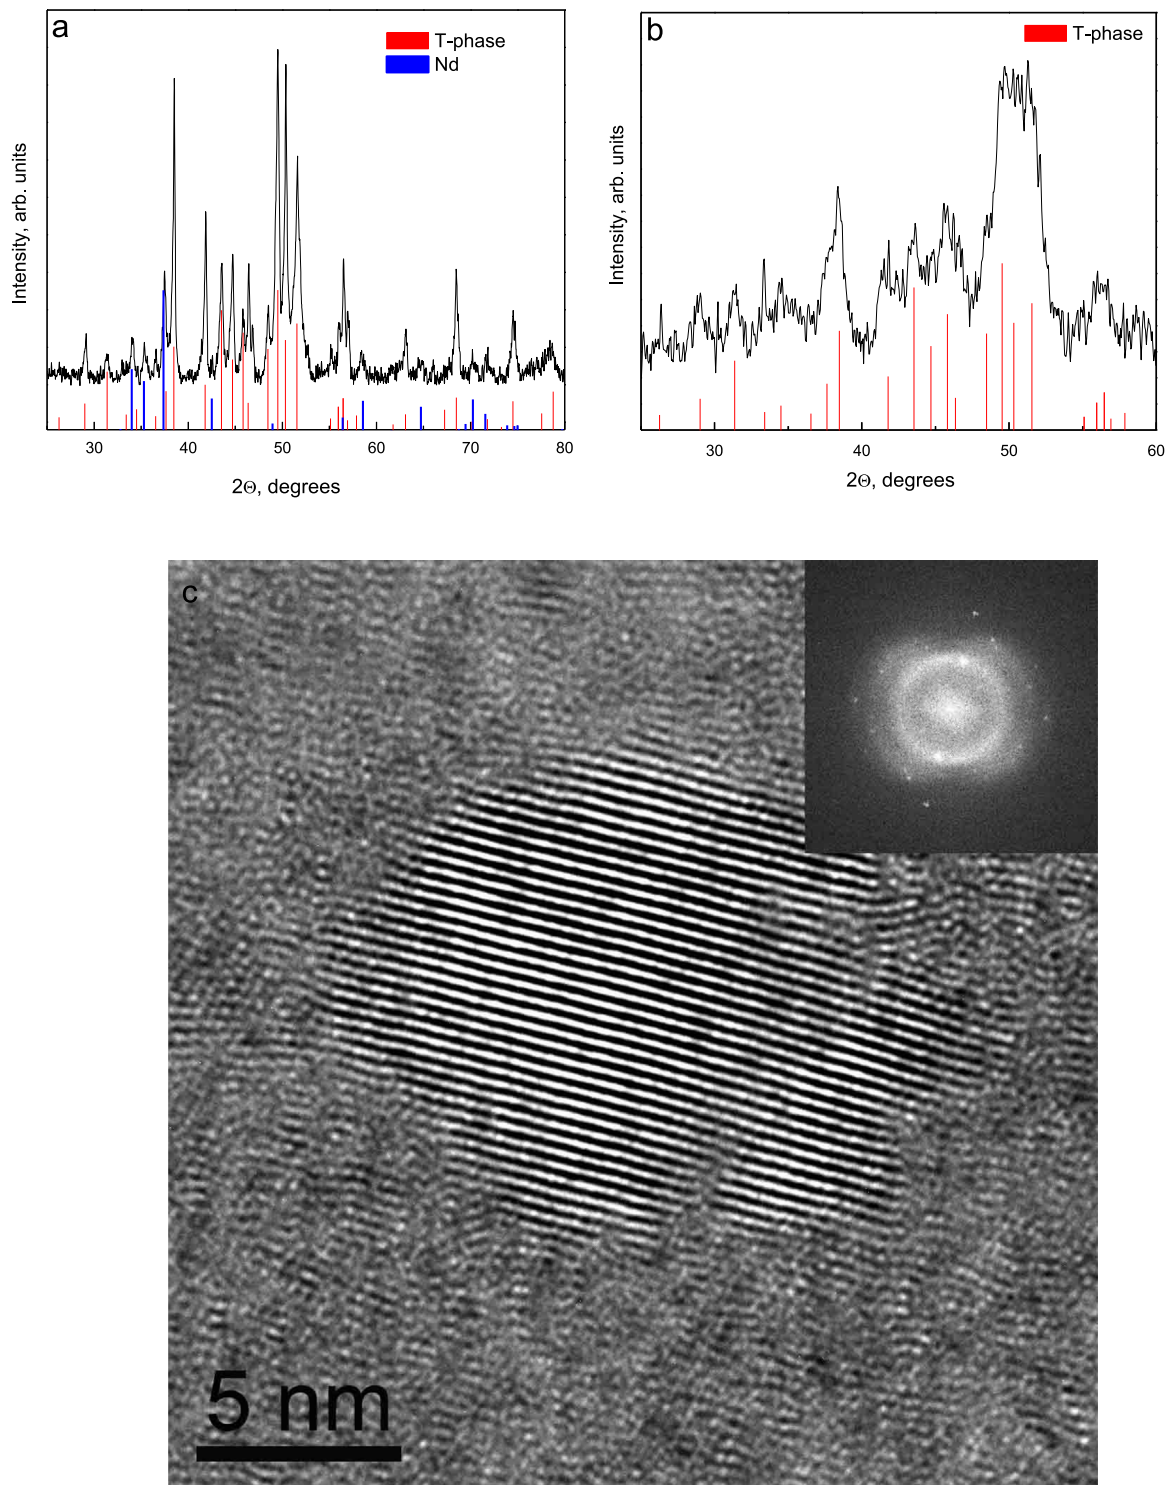 a
T-phase
Nd
Intensity, arb. units
30 40 50 60 70 80
2Θ, degrees
b
T-phase
Intensity, arb. units
30 40 50 60
2Θ, degrees
c
5 nm